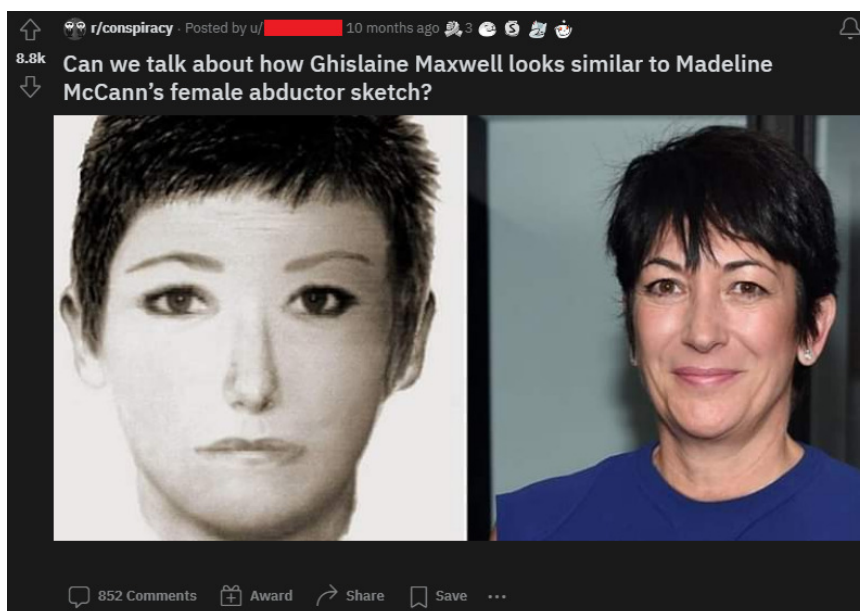 r/conspiracy · Posted by u/ 10 months ago 3
8.8k
Can we talk about how Ghislaine Maxwell looks similar to Madeline
McCann’s female abductor sketch?
852 Comments Award Share Save ···